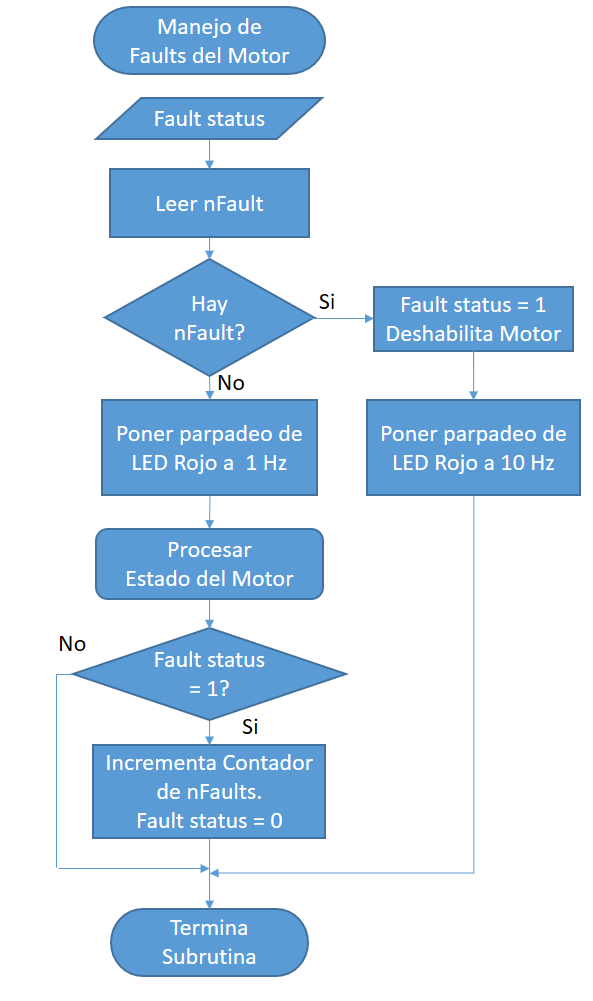 Manejo de
Faults del Motor
Fault status
Leer nFault
Hay
nFault?
Si
Fault status = 1
Deshabilita Motor
No
Poner parpadeo de
LED Rojo a 1 Hz
Poner parpadeo de
LED Rojo a 10 Hz
Procesar
Estado del Motor
No
Fault status
= 1?
Si
Incrementa Contador
de nFaults.
Fault status = 0
Termina
Subrutina